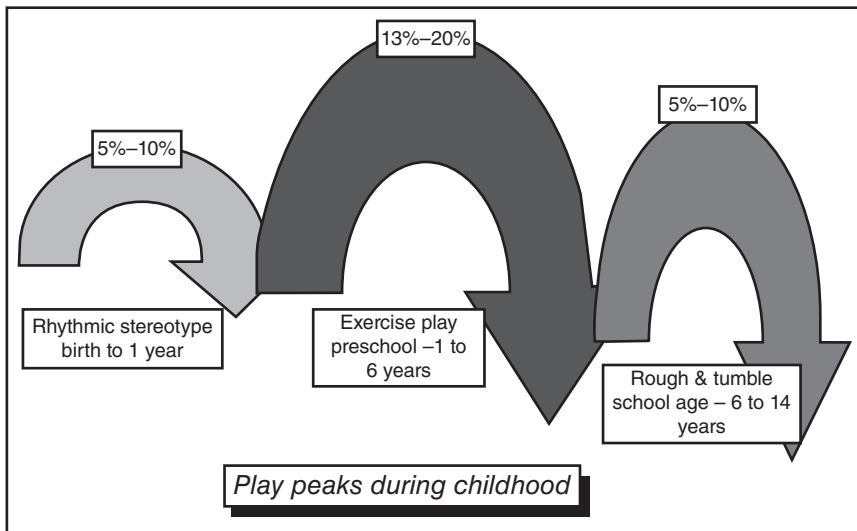 13%–20%
5%–10%
5%–10%
Rhythmic stereotype
birth to 1 year
Exercise play
preschool –1 to
6 years
Rough & tumble
school age – 6 to 14
years
Play peaks during childhood